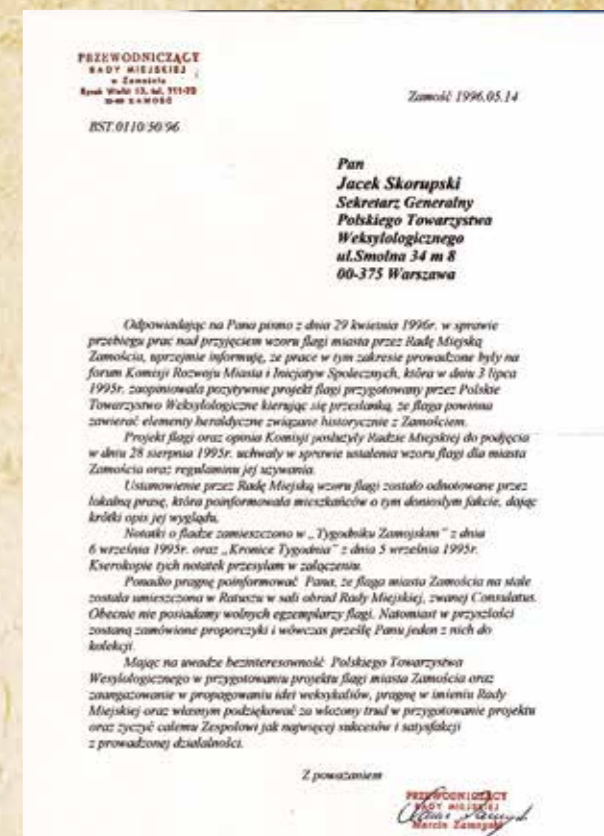 PRZEWODNICZĄCY
RADY MIEJSKIEJ
w Zamościu
Rynek Wielki 13, tel.
ZAMOŚĆ
Zamość 1996.05.14
BST.0110/50/96
Pan
Jacek Skorupski
Sekretarz Generalny
Polskiego Towarzystwa
Weksylologicznego
ul.Smolna 34 m 8
00-375 Warszawa
Odpowiadając na Pana pismo z dnia 29 kwietnia 1996r. w sprawie
przebiegu prac nad przyjęciem wzoru flagi miasta przez Radę Miejską
Zamościa, uprzejmie informuję, że prace w tym zakresie prowadzone były na
forum Komisji Rozwoju Miasta i Inicjatyw Społecznych, która w dniu 3 lipca
1995r. zaopiniowała pozytywnie projekt flagi przygotowany przez Polskie
Towarzystwo Weksylologiczne kierując się przesłanką, że flaga powinna
zawierać elementy heraldyczne związane historycznie z Zamościem.
Projekt flagi oraz opinia Komisji posłużyły Radzie Miejskiej do podjęcia
w dniu 28 sierpnia 1995r. uchwały w sprawie ustalenia wzoru flagi dla miasta
Zamościa oraz regulaminu jej używania.
Ustanowienie przez Radę Miejską wzoru flagi zostało odnotowane przez
lokalną prasę, która poinformowała mieszkańców o tym doniosłym fakcie, dając
krótki opis jej wyglądu.
Notatki o fladze zamieszczono w „Tygodniku Zamojskim" z dnia
6 września 1995r. oraz „Kronice Tygodnia" z dnia 5 września 1995r.
Kserokopie tych notatek przesyłam w załączeniu.
Ponadto pragnę poinformować Pana, że flaga miasta Zamościa na stałe
została umieszczona w Ratuszu w sali obrad Rady Miejskiej, zwanej Consulatus.
Obecnie nie posiadamy wolnych egzemplarzy flagi. Natomiast w przyszłości
zostaną zamówione proporczyki i wówczas prześlę Panu jeden z nich do
kolekcji.
Mając na uwadze bezinteresowność Polskiego Towarzystwa
Wesylologicznego w przygotowaniu projektu flagi miasta Zamościa oraz
zaangażowanie w propagowaniu idei weksykaliów, pragnę w imieniu Rady
Miejskiej oraz własnym podziękować za włożony trud w przygotowanie projektu
oraz życzyć całemu Zespołowi jak najwięcej sukcesów i satysfakcji
z prowadzonej działalności.
Z poważaniem
PRZEWODNICZĄCY
RADY MIEJSKIEJ
Marcin Zamoyski